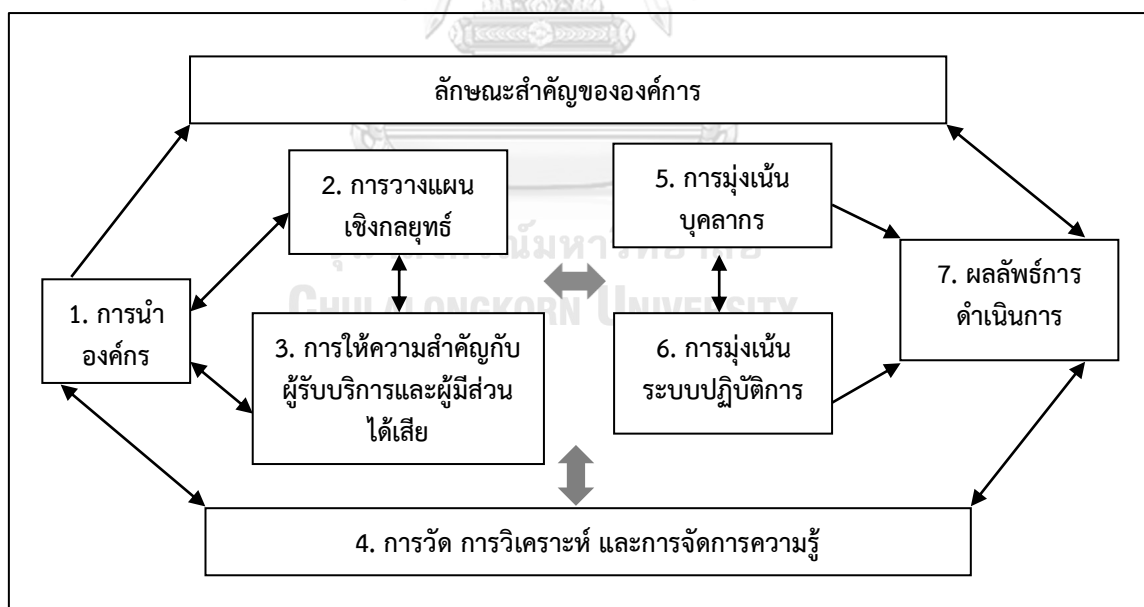 ลักษณะสำคัญขององค์การ
2. การวางแผน
เชิงกลยุทธ์
5. การมุ่งเน้น
บุคลากร
1. การนำ
องค์กร
3. การให้ความสำคัญกับ
ผู้รับบริการและผู้มีส่วน
ได้เสีย
6. การมุ่งเน้น
ระบบปฏิบัติการ
7. ผลลัพธ์การ
ดำเนินการ
CHULALONGKORN UNIVERSITY
4. การวัด การวิเคราะห์ และการจัดการความรู้